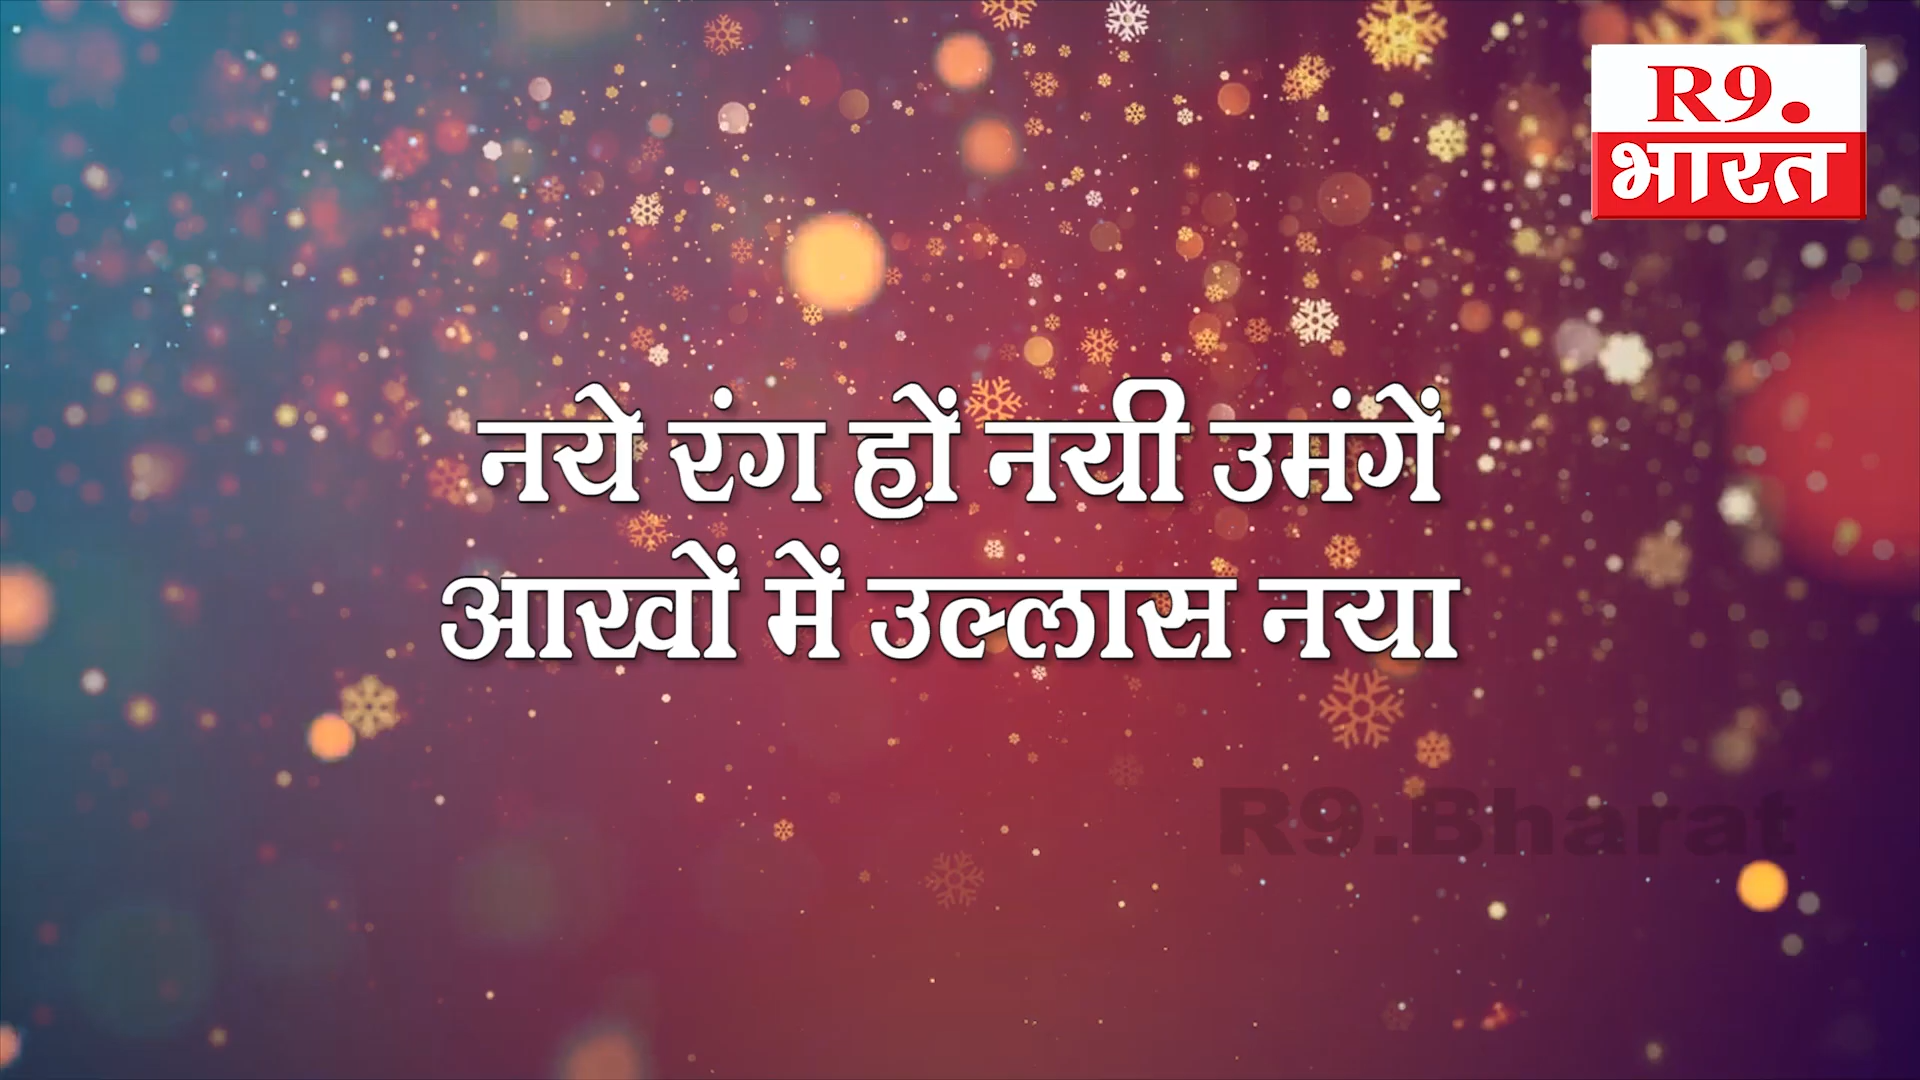 R9.
भारत
नये रंग हों नयी उमंगें
आखों में उल्लास नया
R9.Bharat